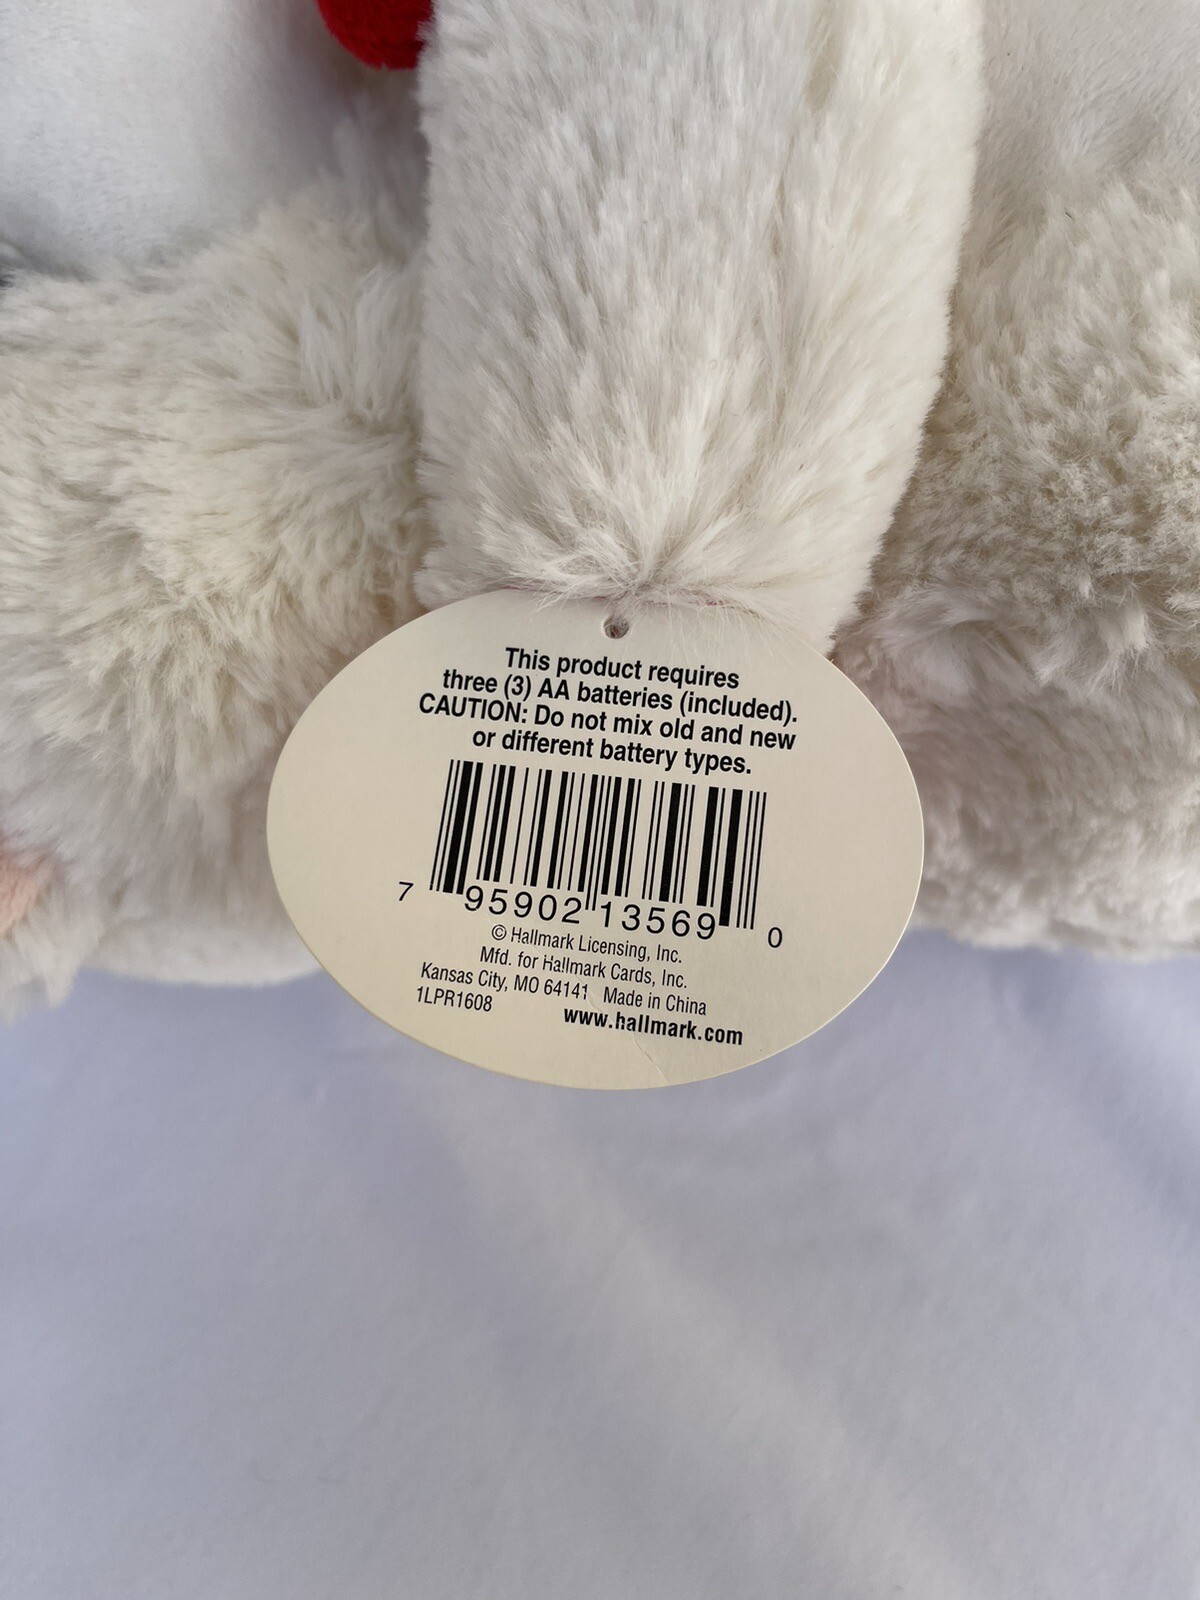 This product requires
three (3) AA batteries (included).
CAUTION: Do not mix old and new
or different battery types.
7 95902 13569 0
© Hallmark Licensing, Inc.
Mfd. for Hallmark Cards, Inc.
Kansas City, MO 64141 Made in China
1LPR1608
www.hallmark.com